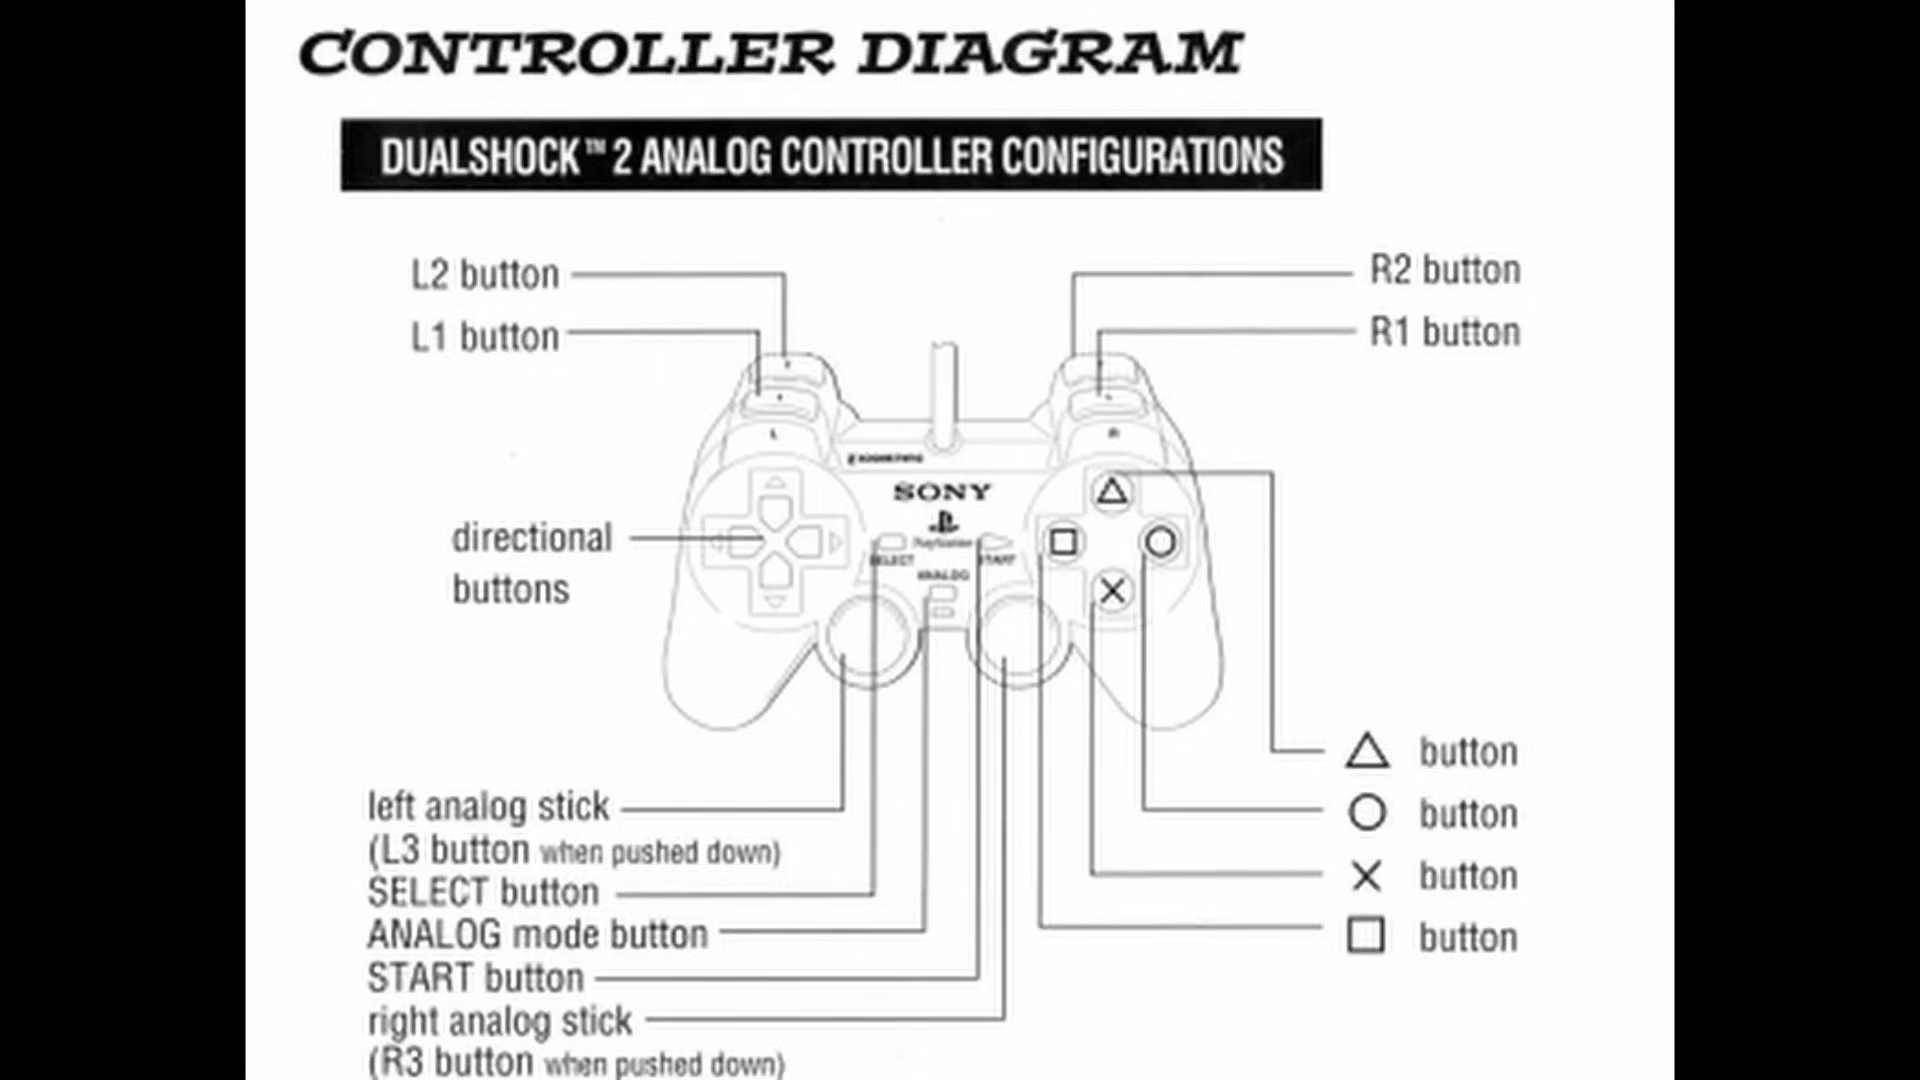 CONTROLLER DIAGRAM
DUALSHOCK™ 2 ANALOG CONTROLLER CONFIGURATIONS
L2 button
R2 button
L1 button
R1 button
L
R
SONY
directional
buttons
PlayStation
SELECT
START
ANALOG
△ button
○ button
✕ button
□ button
left analog stick
(L3 button when pushed down)
SELECT button
ANALOG mode button
START button
right analog stick
(R3 button when pushed down)